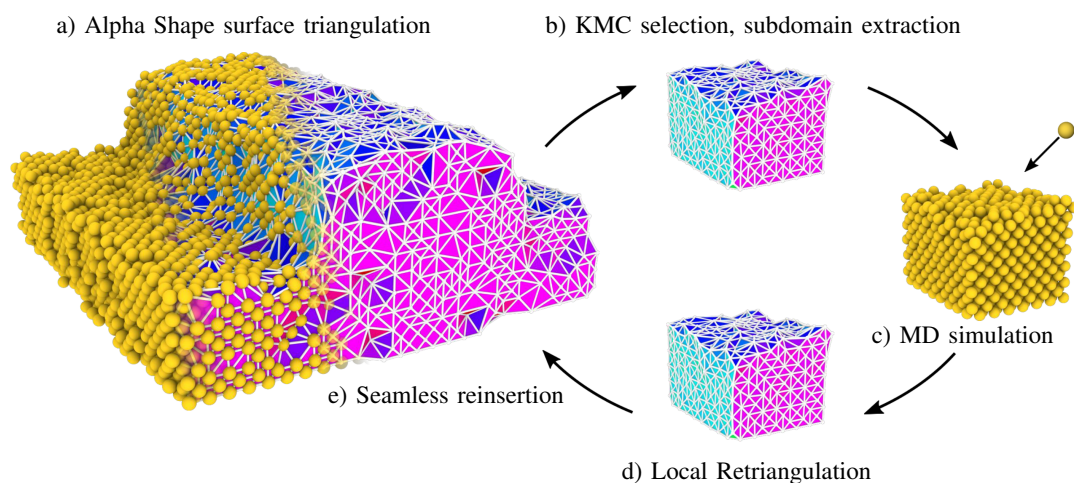 a) Alpha Shape surface triangulation
b) KMC selection, subdomain extraction
c) MD simulation
e) Seamless reinsertion
d) Local Retriangulation